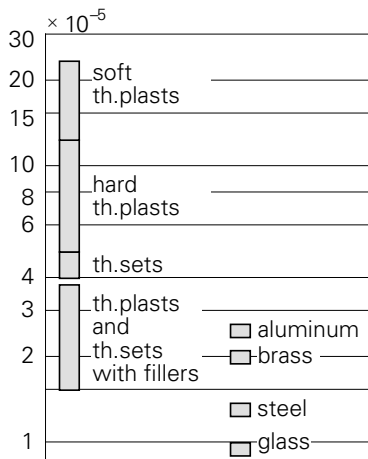 × 10⁻⁵
30
20
15
10
8
6
4
3
2
1
soft
th.plasts
hard
th.plasts
th.sets
th.plasts
and
th.sets
with fillers
aluminum
brass
steel
glass